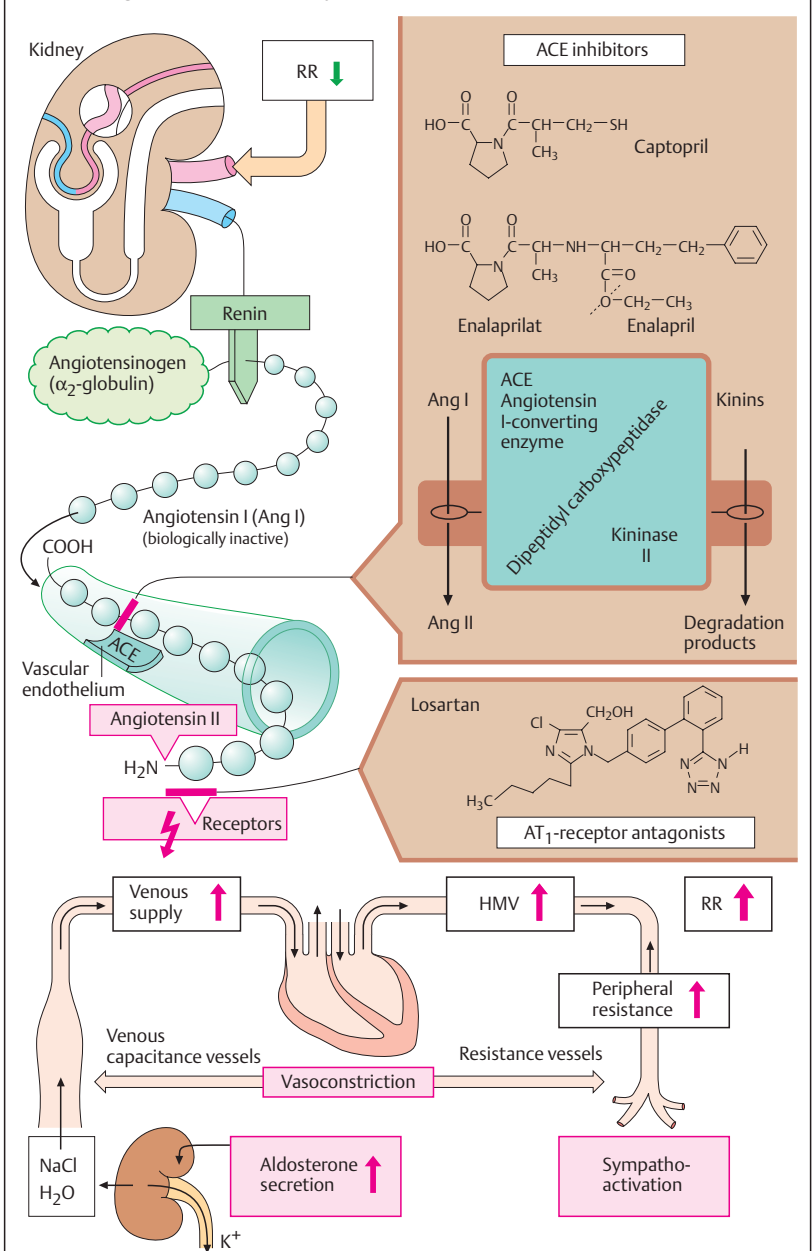 Kidney
RR
ACE inhibitors
O
O
HO—C
C—CH—CH2—SH
N
CH3
Captopril
O
O
HO—C
C—CH—NH—CH—CH2—CH2
N
CH3
C=O
O—CH2—CH3
Enalaprilat
Enalapril
Renin
Angiotensinogen
(α2-globulin)
Ang I
ACE
Angiotensin
I-converting
enzyme
Kinins
Dipeptidyl carboxypeptidase
Kininase
II
Ang II
Degradation
products
Angiotensin I (Ang I)
(biologically inactive)
COOH
ACE
Vascular
endothelium
Angiotensin II
H2N
Receptors
Losartan
Cl
CH2OH
N
N
N
N
H
N
N
H3C
AT1-receptor antagonists
Venous
supply
HMV
RR
Peripheral
resistance
Venous
capacitance vessels
Resistance vessels
Vasoconstriction
NaCl
H2O
Aldosterone
secretion
Sympatho-
activation
K+